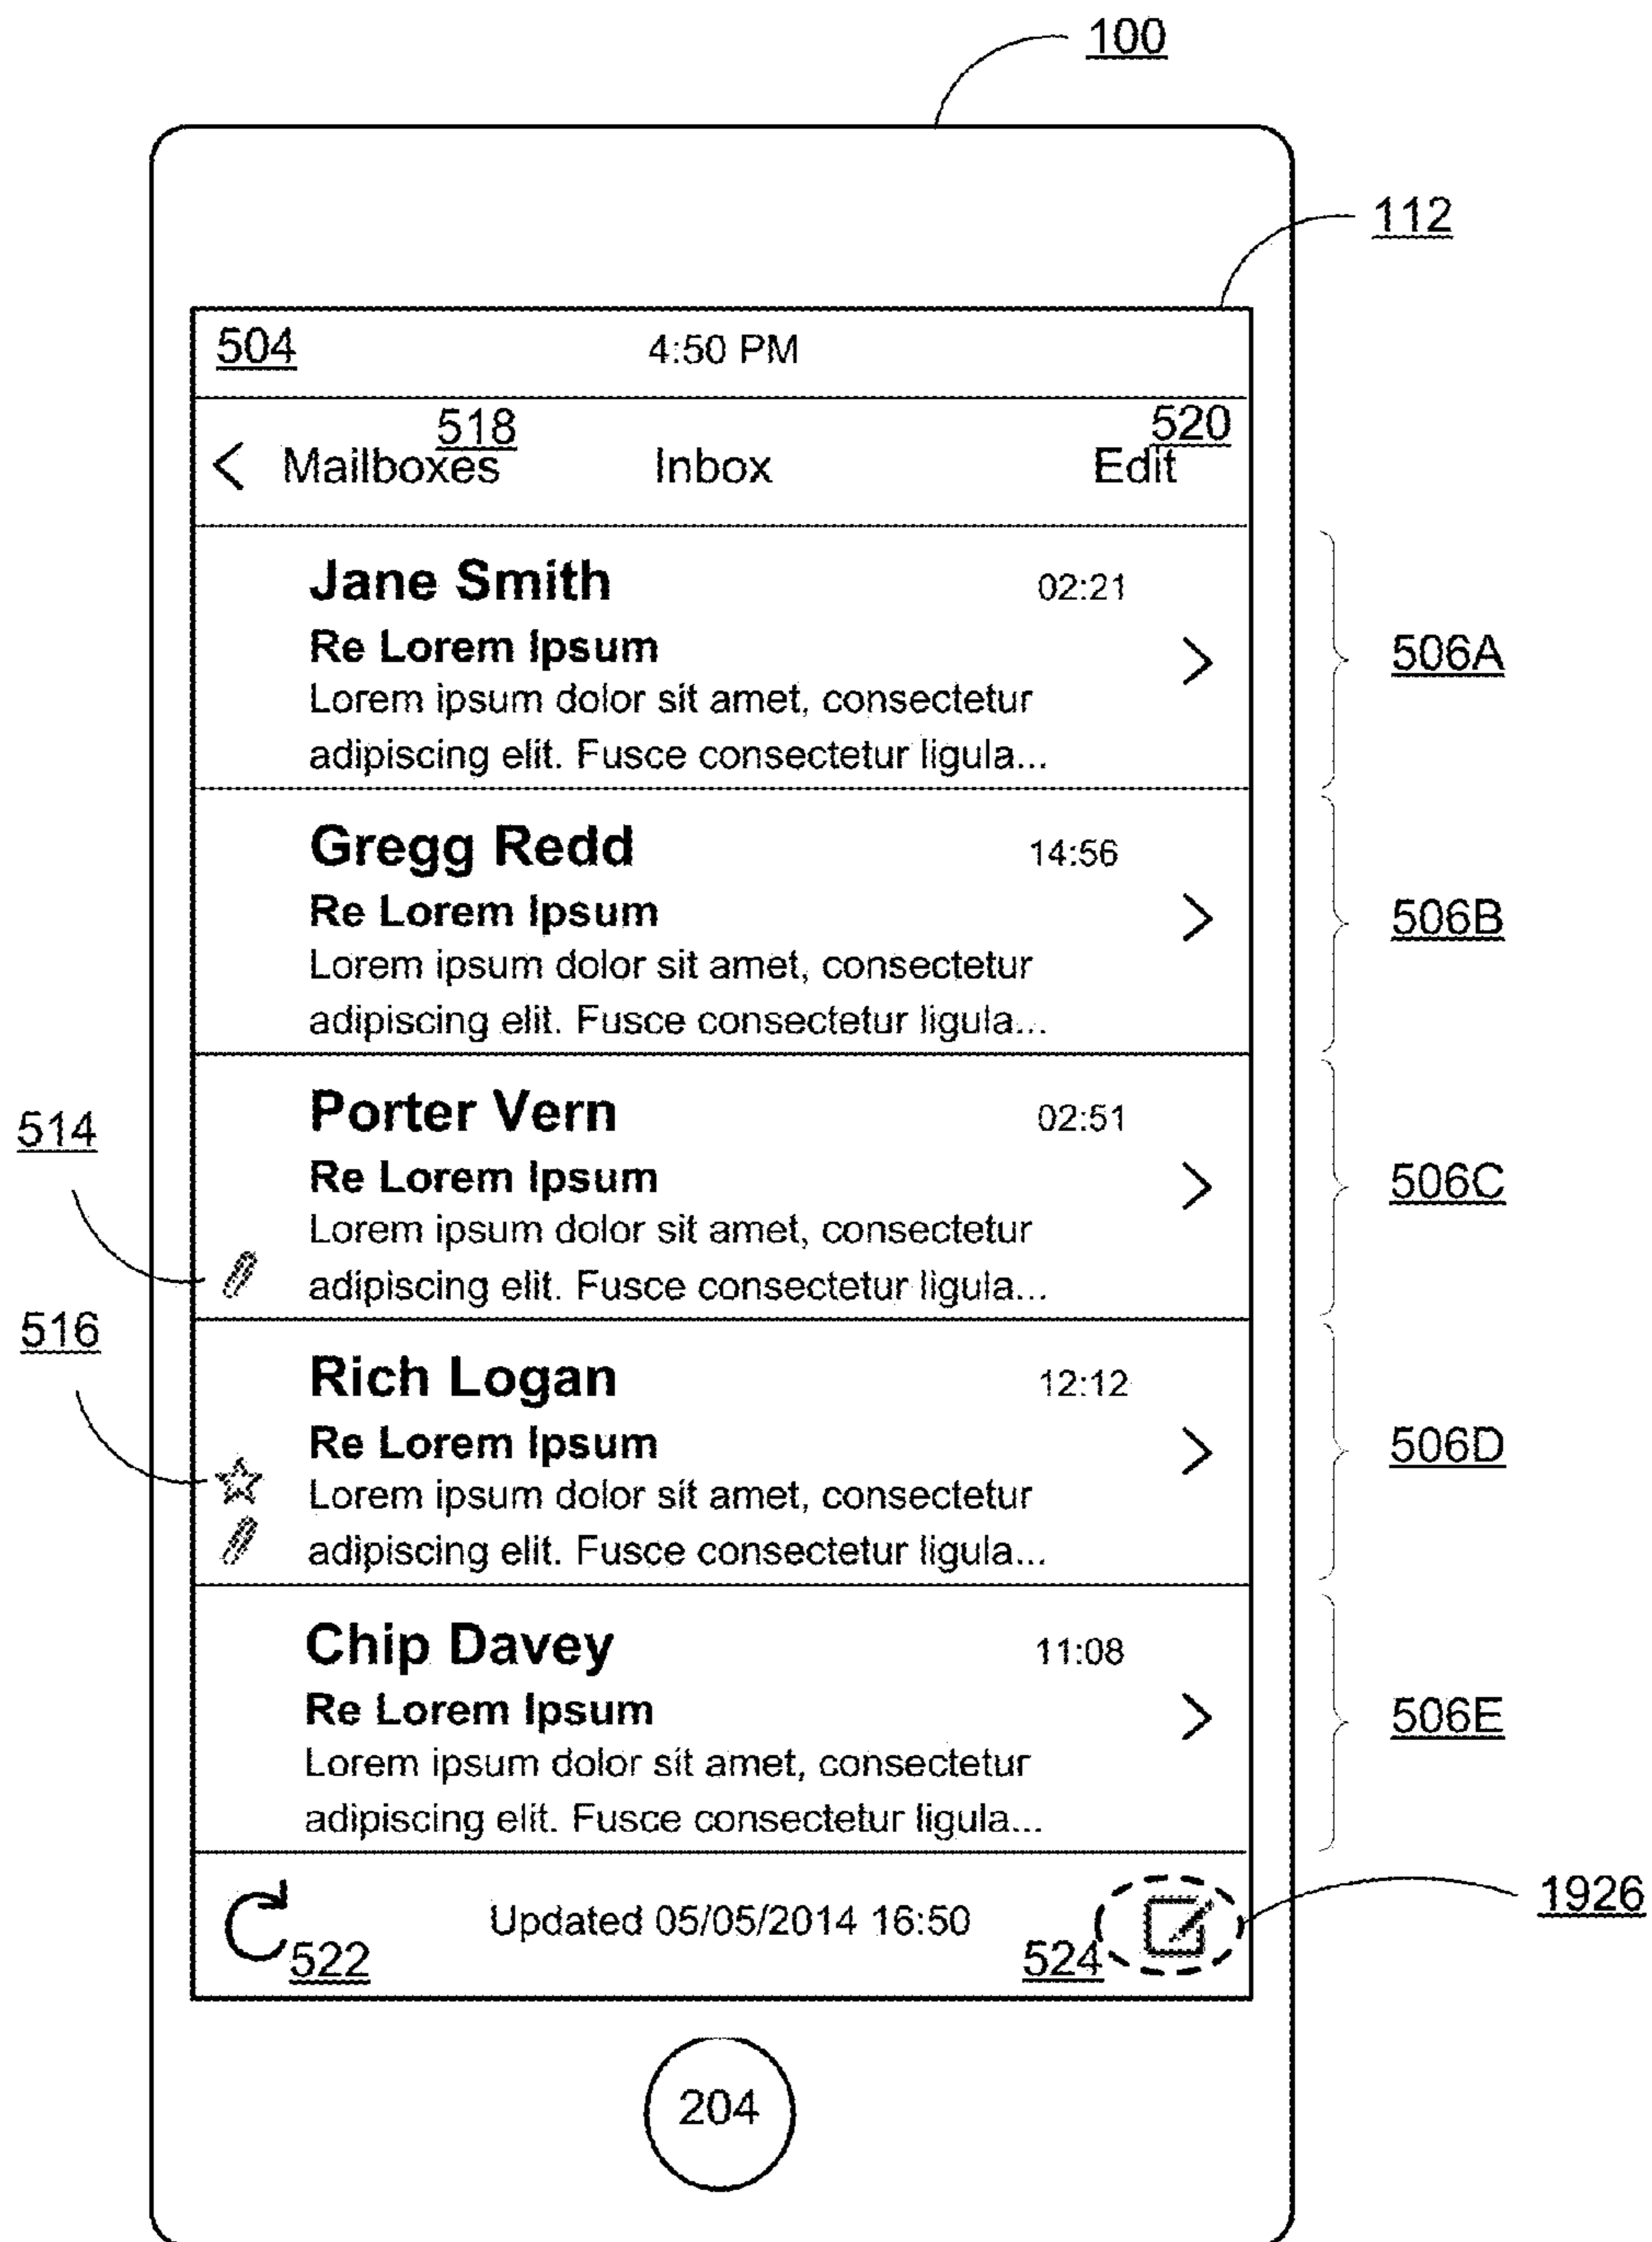 100
112
504 4:50 PM
518 520
< Mailboxes Inbox Edit
Jane Smith 02:21
Re Lorem Ipsum
506A
Lorem ipsum dolor sit amet, consectetur
adipiscing elit. Fusce consectetur ligula...
Gregg Redd 14:56
Re Lorem Ipsum
506B
Lorem ipsum dolor sit amet, consectetur
adipiscing elit. Fusce consectetur ligula...
Porter Vern 02:51
514
Re Lorem Ipsum
506C
Lorem ipsum dolor sit amet, consectetur
adipiscing elit. Fusce consectetur ligula...
516
Rich Logan 12:12
Re Lorem Ipsum
506D
Lorem ipsum dolor sit amet, consectetur
adipiscing elit. Fusce consectetur ligula...
Chip Davey 11:08
Re Lorem Ipsum
506E
Lorem ipsum dolor sit amet, consectetur
adipiscing elit. Fusce consectetur ligula...
1926
Updated 05/05/2014 16:50
522 524
204